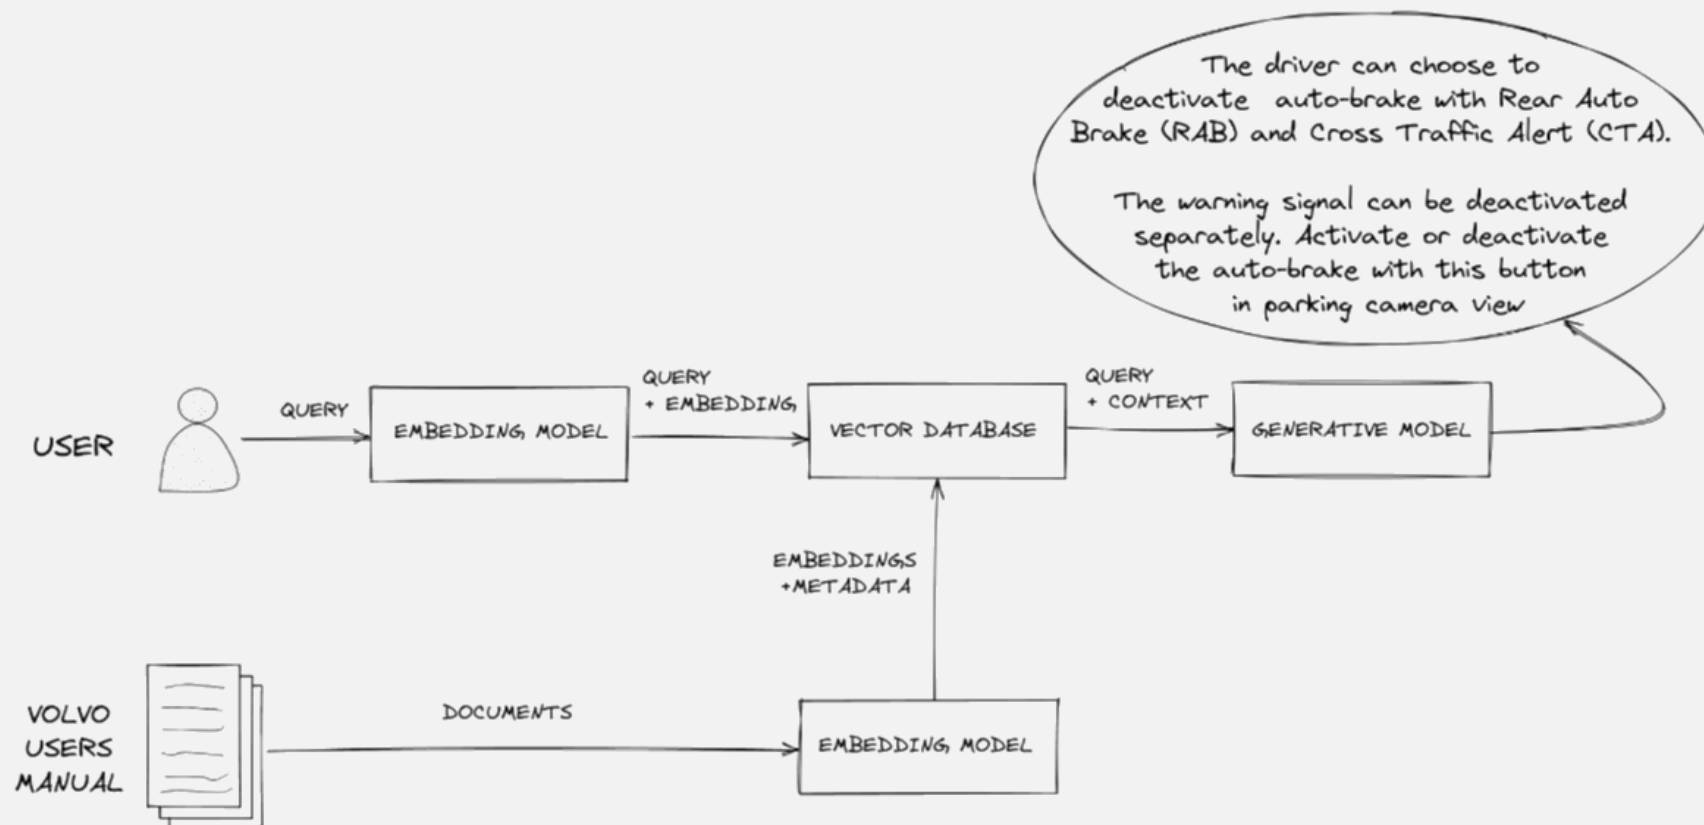 The driver can choose to
deactivate auto-brake with Rear Auto
Brake (RAB) and Cross Traffic Alert (CTA).
The warning signal can be deactivated
separately. Activate or deactivate
the auto-brake with this button
in parking camera view
USER
QUERY
EMBEDDING MODEL
QUERY
+ EMBEDDING
VECTOR DATABASE
QUERY
+ CONTEXT
GENERATIVE MODEL
EMBEDDINGS
+METADATA
VOLVO
USERS
MANUAL
DOCUMENTS
EMBEDDING MODEL